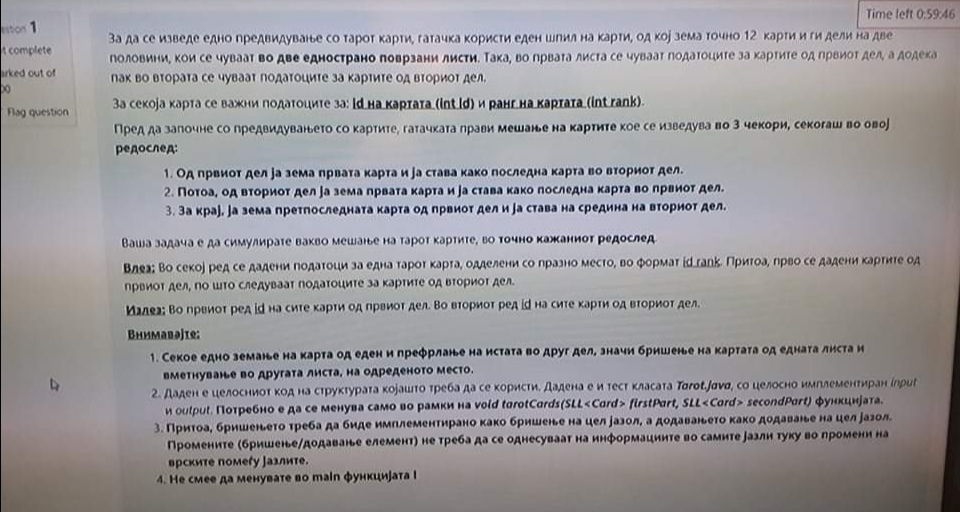 Time left 0:59:46
estion 1
t complete
arked out of
00
Flag question
За да се изведе едно предвидување со тарот карти, гатачка користи еден шпил на карти, од кој зема точно 12 карти и ги дели на две
половини, кои се чуваат во две еднострано поврзани листи. Така, во првата листа се чуваат податоците за картите од првиот дел, а додека
пак во втората се чуваат податоците за картите од вториот дел.
За секоја карта се важни податоците за: id на картата (int id) и ранг на картата (int rank).
Пред да започне со предвидувањето со картите, гатачката прави мешање на картите кое се изведува во 3 чекори, секогаш во овој
редослед:
1. Од првиот дел ја зема првата карта и ја става како последна карта во вториот дел.
2. Потоа, од вториот дел ја зема првата карта и ја става како последна карта во првиот дел.
3. За крај, ја зема претпоследната карта од првиот дел и ја става на средина на вториот дел.
Ваша задача е да симулирате вакво мешање на тарот картите, во точно кажаниот редослед.
Влез: Во секој ред се дадени податоци за една тарот карта, одделени со празно место, во формат id rank. Притоа, прво се дадени картите од
првиот дел, по што следуваат податоците за картите од вториот дел.
Излез: Во првиот ред id на сите карти од првиот дел. Во вториот ред id на сите карти од вториот дел.
Внимавајте:
1. Секое едно земање на карта од еден и префрлање на истата во друг дел, значи бришење на картата од едната листа и
вметнување во другата листа, на одреденото место.
2. Даден е целосниот код на структурата којашто треба да се користи. Дадена е и тест класата Tarot.java, со целосно имплементиран input
и output. Потребно е да се менува само во рамки на void tarotCards(SLL<Card> firstPart, SLL<Card> secondPart) функцијата.
3. Притоа, бришењето треба да биде имплементирано како бришење на цел јазол, а додавањето како додавање на цел јазол.
Промените (бришење/додавање елемент) не треба да се однесуваат на информациите во самите јазли туку во промени на
врските помеѓу јазлите.
4. Не смее да менувате во main функцијата !